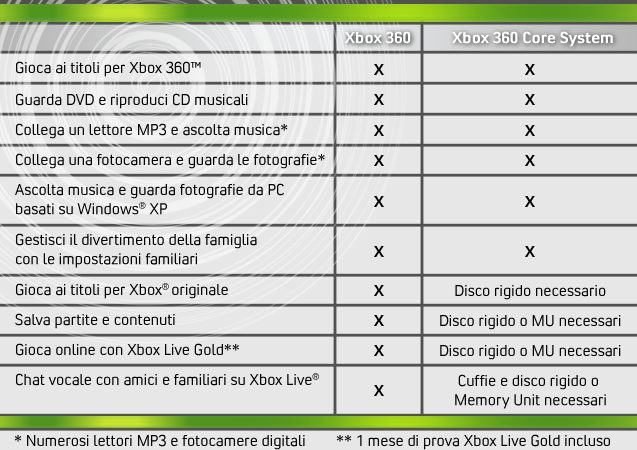 Xbox 360 Xbox 360 Core System
Gioca ai titoli per Xbox 360™ X X
Guarda DVD e riproduci CD musicali X X
Collega un lettore MP3 e ascolta musica* X X
Collega una fotocamera e guarda le fotografie* X X
Ascolta musica e guarda fotografie da PC
basati su Windows® XP X X
Gestisci il divertimento della famiglia
con le impostazioni familiari X X
Gioca ai titoli per Xbox® originale X Disco rigido necessario
Salva partite e contenuti X Disco rigido o MU necessari
Gioca online con Xbox Live Gold** X Disco rigido o MU necessari
Chat vocale con amici e familiari su Xbox Live® X Cuffie e disco rigido o
Memory Unit necessari
* Numerosi lettori MP3 e fotocamere digitali ** 1 mese di prova Xbox Live Gold incluso